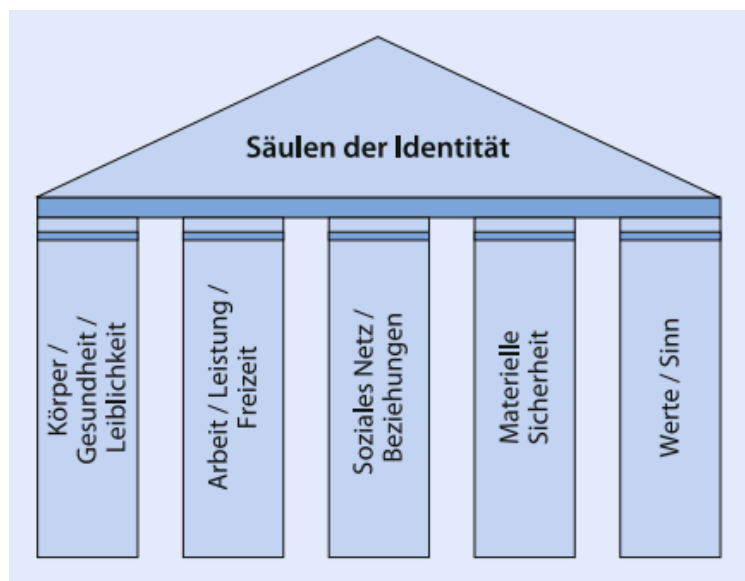 Säulen der Identität
Körper /
Gesundheit /
Leiblichkeit
Arbeit / Leistung /
Freizeit
Soziales Netz /
Beziehungen
Materielle
Sicherheit
Werte / Sinn